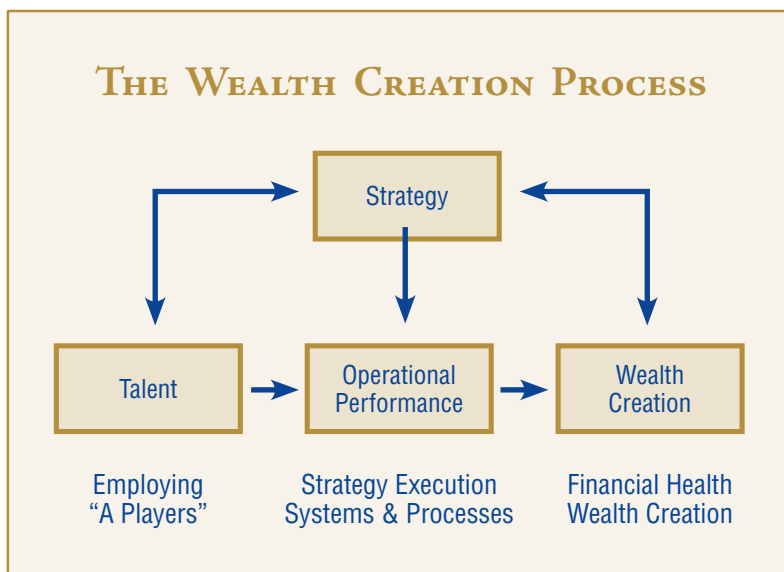 The Wealth Creation Process
Strategy
Talent
Operational
Performance
Wealth
Creation
Employing
“A Players”
Strategy Execution
Systems & Processes
Financial Health
Wealth Creation